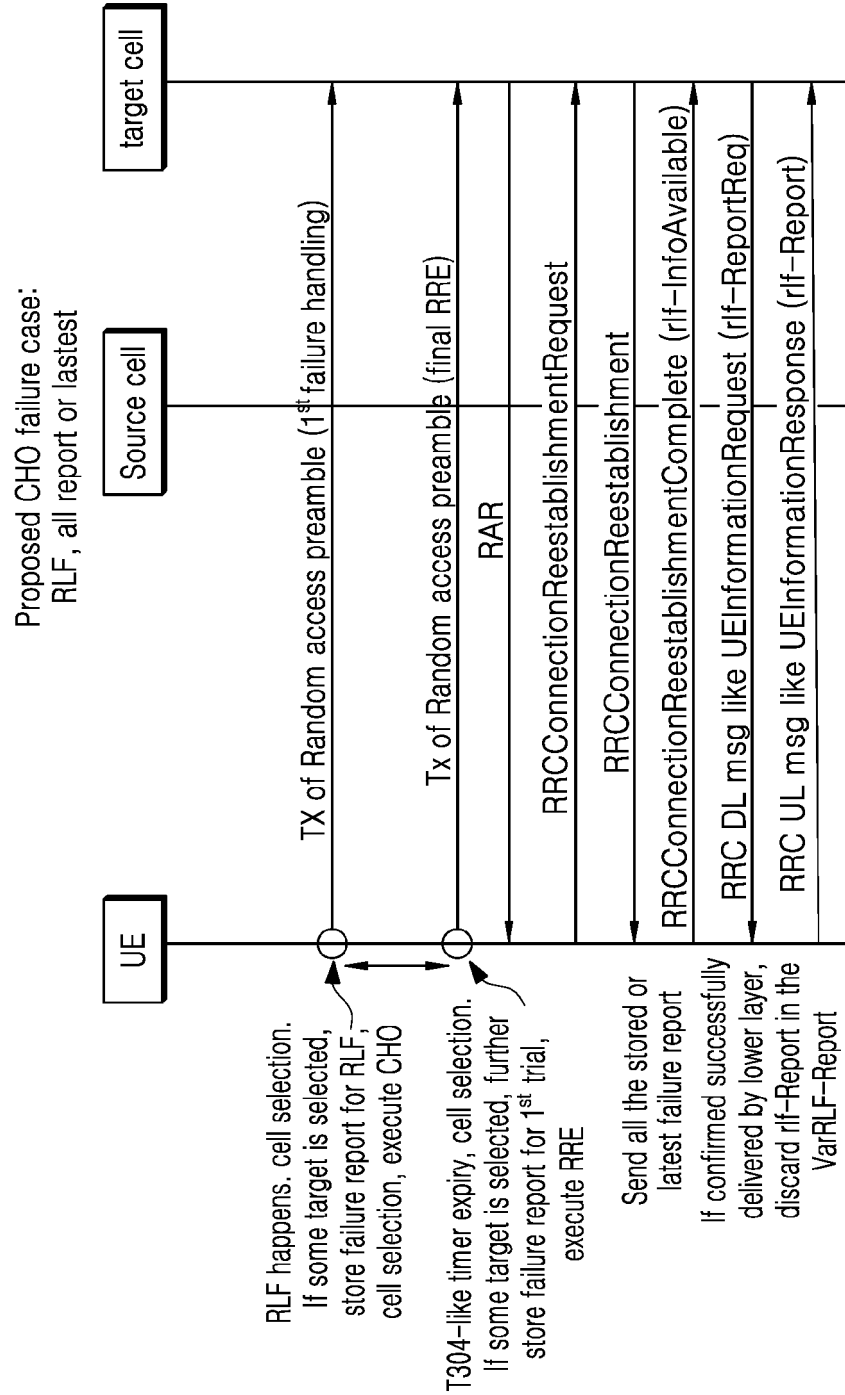 Proposed CHO failure case:
RLF, all report or lastest
UE
Source cell
target cell
RLF happens. cell selection.
If some target is selected,
store failure report for RLF,
cell selection, execute CHO
TX of Random access preamble (1st failure handling)
T304-like timer expiry, cell selection.
If some target is selected, further
store failure report for 1st trial,
execute RRE
Tx of Random access preamble (final RRE)
RAR
RRCConnectionReestablishmentRequest
RRCConnectionReestablishment
Send all the stored or
latest failure report
RRCConnectionReestablishmentComplete (rlf-InfoAvailable)
If confirmed successfully
delivered by lower layer,
discard rlf-Report in the
VarRLF-Report
RRC DL msg like UEInformationRequest (rlf-ReportReq)
RRC UL msg like UEInformationResponse (rlf-Report)